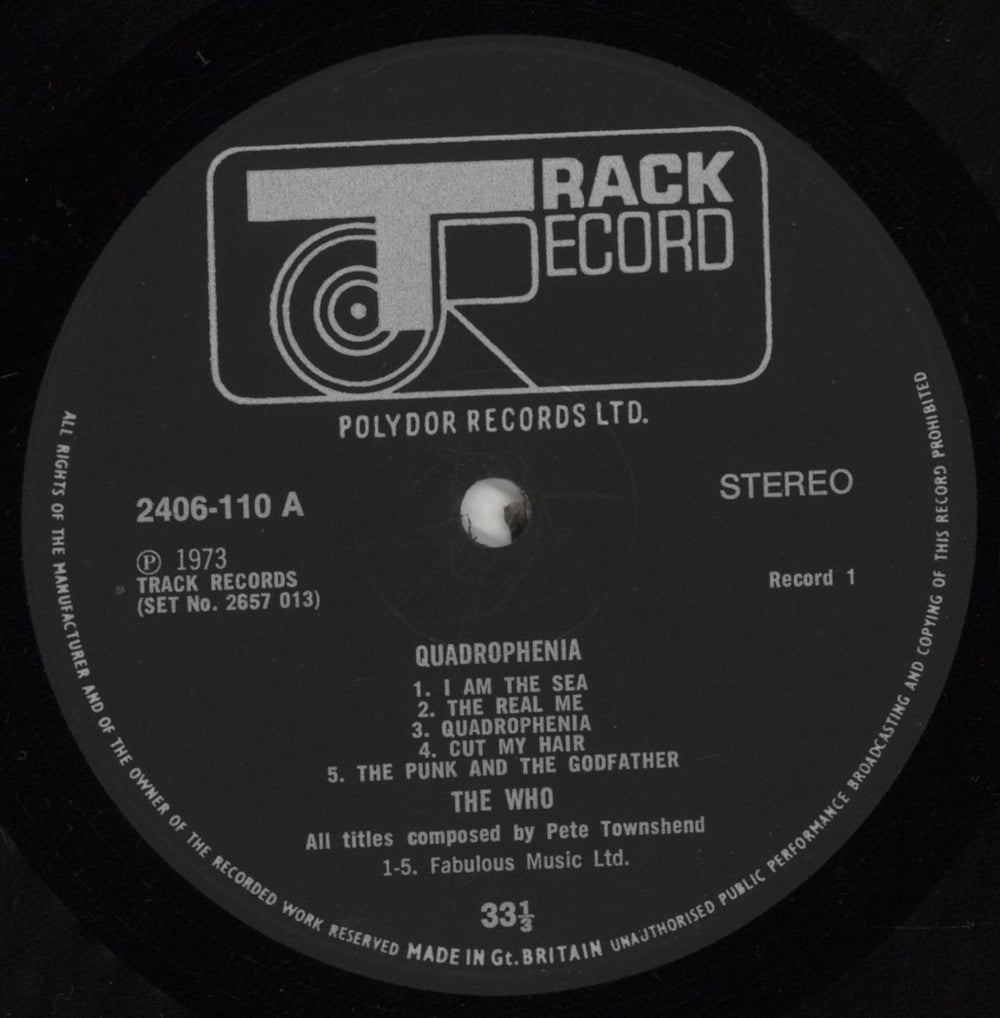 TRACK
RECORD
POLYDOR RECORDS LTD.
2406-110 A
STEREO
℗ 1973
TRACK RECORDS
(SET No. 2657 013)
Record 1
QUADROPHENIA
1. I AM THE SEA
2. THE REAL ME
3. QUADROPHENIA
4. CUT MY HAIR
5. THE PUNK AND THE GODFATHER
THE WHO
All titles composed by Pete Townshend
1-5. Fabulous Music Ltd.
33⅓
ALL RIGHTS OF THE MANUFACTURER AND OF THE OWNER OF THE RECORDED WORK RESERVED MADE IN Gt. BRITAIN UNAUTHORISED PUBLIC PERFORMANCE BROADCASTING AND COPYING OF THIS RECORD PROHIBITED